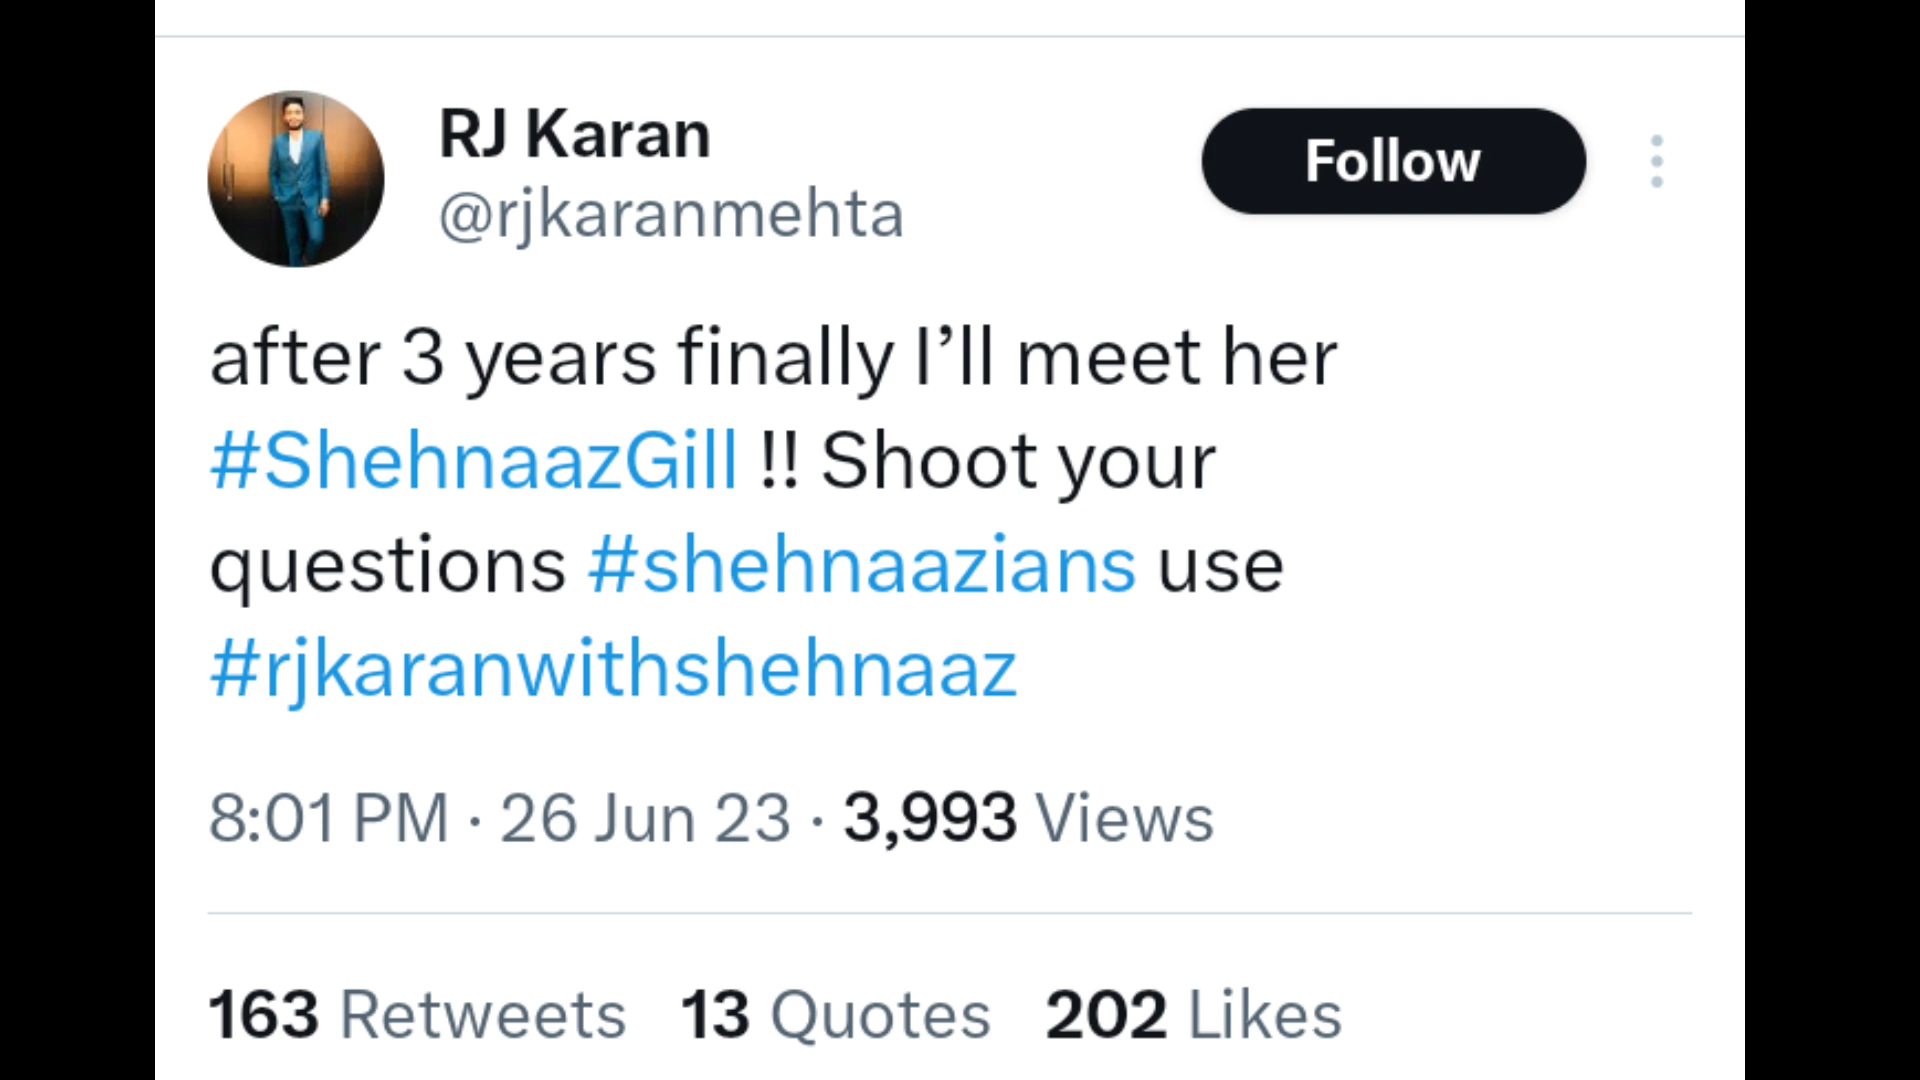 RJ Karan
@rjkaranmehta
Follow
after 3 years finally I’ll meet her
#ShehnaazGill !! Shoot your
questions #shehnaazians use
#rjkaranwithshehnaaz
8:01 PM · 26 Jun 23 · 3,993 Views
163 Retweets 13 Quotes 202 Likes